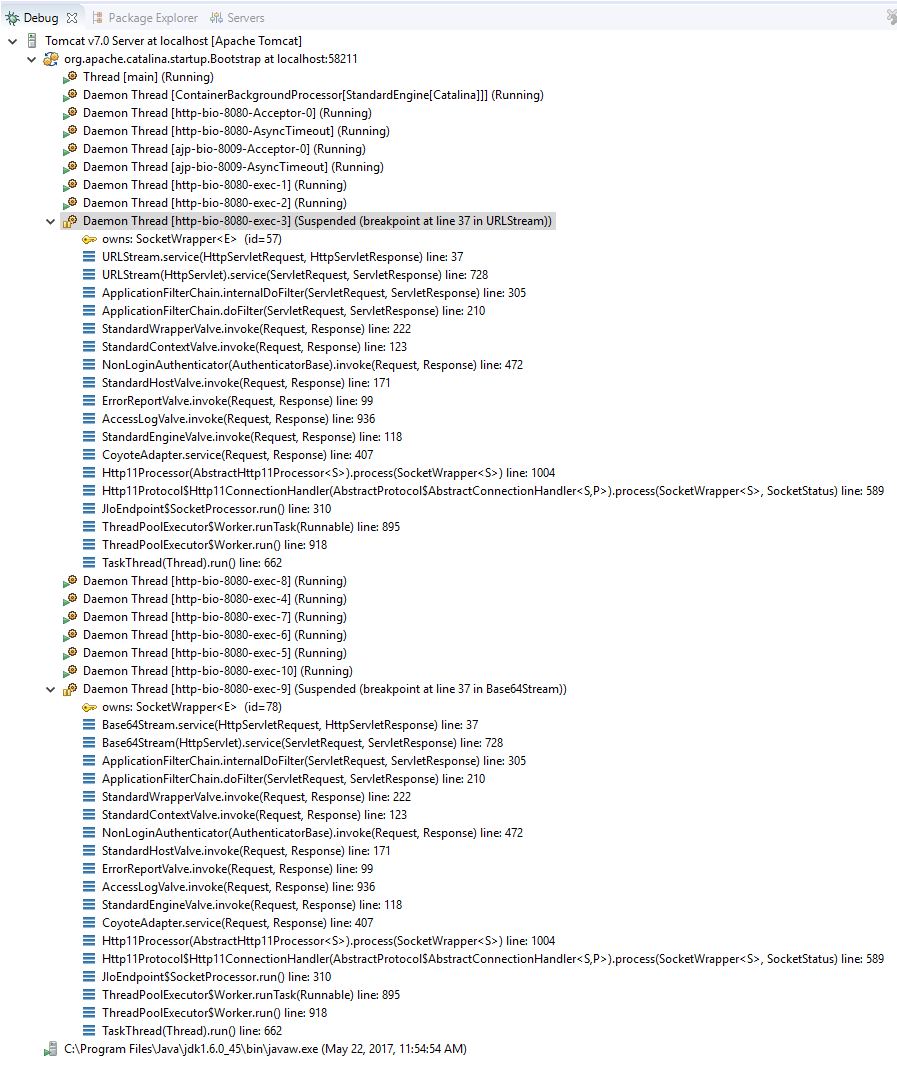 Debug Package Explorer Servers
Tomcat v7.0 Server at localhost [Apache Tomcat]
org.apache.catalina.startup.Bootstrap at localhost:58211
Thread [main] (Running)
Daemon Thread [ContainerBackgroundProcessor[StandardEngine[Catalina]]] (Running)
Daemon Thread [http-bio-8080-Acceptor-0] (Running)
Daemon Thread [http-bio-8080-AsyncTimeout] (Running)
Daemon Thread [ajp-bio-8009-Acceptor-0] (Running)
Daemon Thread [ajp-bio-8009-AsyncTimeout] (Running)
Daemon Thread [http-bio-8080-exec-1] (Running)
Daemon Thread [http-bio-8080-exec-2] (Running)
Daemon Thread [http-bio-8080-exec-3] (Suspended (breakpoint at line 37 in URLStream))
owns: SocketWrapper<E>  (id=57)
URLStream.service(HttpServletRequest, HttpServletResponse) line: 37
URLStream(HttpServlet).service(ServletRequest, ServletResponse) line: 728
ApplicationFilterChain.internalDoFilter(ServletRequest, ServletResponse) line: 305
ApplicationFilterChain.doFilter(ServletRequest, ServletResponse) line: 210
StandardWrapperValve.invoke(Request, Response) line: 222
StandardContextValve.invoke(Request, Response) line: 123
NonLoginAuthenticator(AuthenticatorBase).invoke(Request, Response) line: 472
StandardHostValve.invoke(Request, Response) line: 171
ErrorReportValve.invoke(Request, Response) line: 99
AccessLogValve.invoke(Request, Response) line: 936
StandardEngineValve.invoke(Request, Response) line: 118
CoyoteAdapter.service(Request, Response) line: 407
Http11Processor(AbstractHttp11Processor<S>).process(SocketWrapper<S>) line: 1004
Http11Protocol$Http11ConnectionHandler(AbstractProtocol$AbstractConnectionHandler<S,P>).process(SocketWrapper<S>, SocketStatus) line: 589
JIoEndpoint$SocketProcessor.run() line: 310
ThreadPoolExecutor$Worker.runTask(Runnable) line: 895
ThreadPoolExecutor$Worker.run() line: 918
TaskThread(Thread).run() line: 662
Daemon Thread [http-bio-8080-exec-8] (Running)
Daemon Thread [http-bio-8080-exec-4] (Running)
Daemon Thread [http-bio-8080-exec-7] (Running)
Daemon Thread [http-bio-8080-exec-6] (Running)
Daemon Thread [http-bio-8080-exec-5] (Running)
Daemon Thread [http-bio-8080-exec-10] (Running)
Daemon Thread [http-bio-8080-exec-9] (Suspended (breakpoint at line 37 in Base64Stream))
owns: SocketWrapper<E>  (id=78)
Base64Stream.service(HttpServletRequest, HttpServletResponse) line: 37
Base64Stream(HttpServlet).service(ServletRequest, ServletResponse) line: 728
ApplicationFilterChain.internalDoFilter(ServletRequest, ServletResponse) line: 305
ApplicationFilterChain.doFilter(ServletRequest, ServletResponse) line: 210
StandardWrapperValve.invoke(Request, Response) line: 222
StandardContextValve.invoke(Request, Response) line: 123
NonLoginAuthenticator(AuthenticatorBase).invoke(Request, Response) line: 472
StandardHostValve.invoke(Request, Response) line: 171
ErrorReportValve.invoke(Request, Response) line: 99
AccessLogValve.invoke(Request, Response) line: 936
StandardEngineValve.invoke(Request, Response) line: 118
CoyoteAdapter.service(Request, Response) line: 407
Http11Processor(AbstractHttp11Processor<S>).process(SocketWrapper<S>) line: 1004
Http11Protocol$Http11ConnectionHandler(AbstractProtocol$AbstractConnectionHandler<S,P>).process(SocketWrapper<S>, SocketStatus) line: 589
JIoEndpoint$SocketProcessor.run() line: 310
ThreadPoolExecutor$Worker.runTask(Runnable) line: 895
ThreadPoolExecutor$Worker.run() line: 918
TaskThread(Thread).run() line: 662
C:\Program Files\Java\jdk1.6.0_45\bin\javaw.exe (May 22, 2017, 11:54:54 AM)